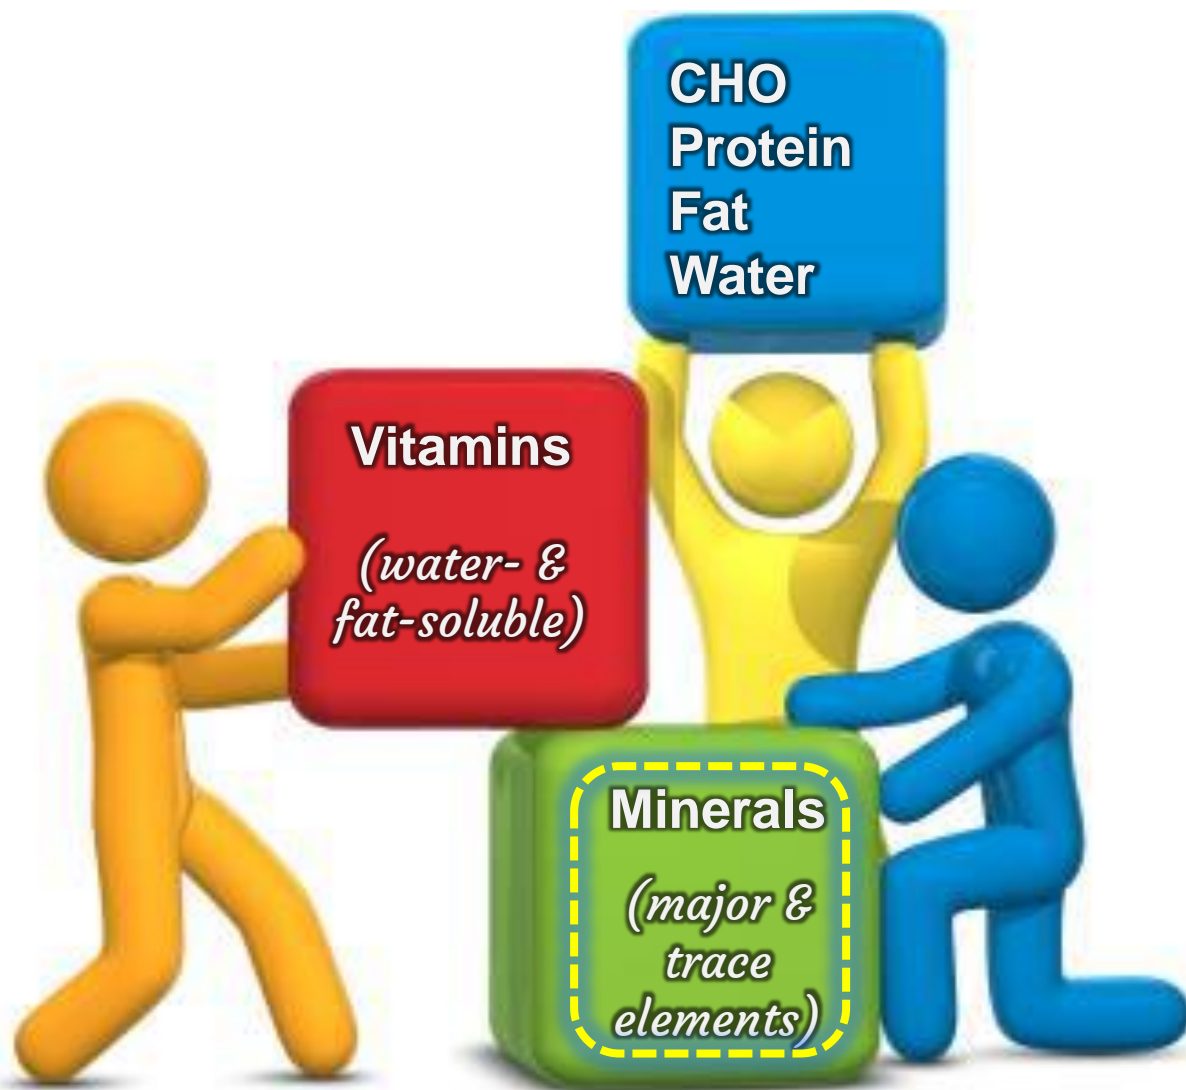 CHO
Protein
Fat
Water
Vitamins
(water- &
fat-soluble)
Minerals
(major &
trace
elements)